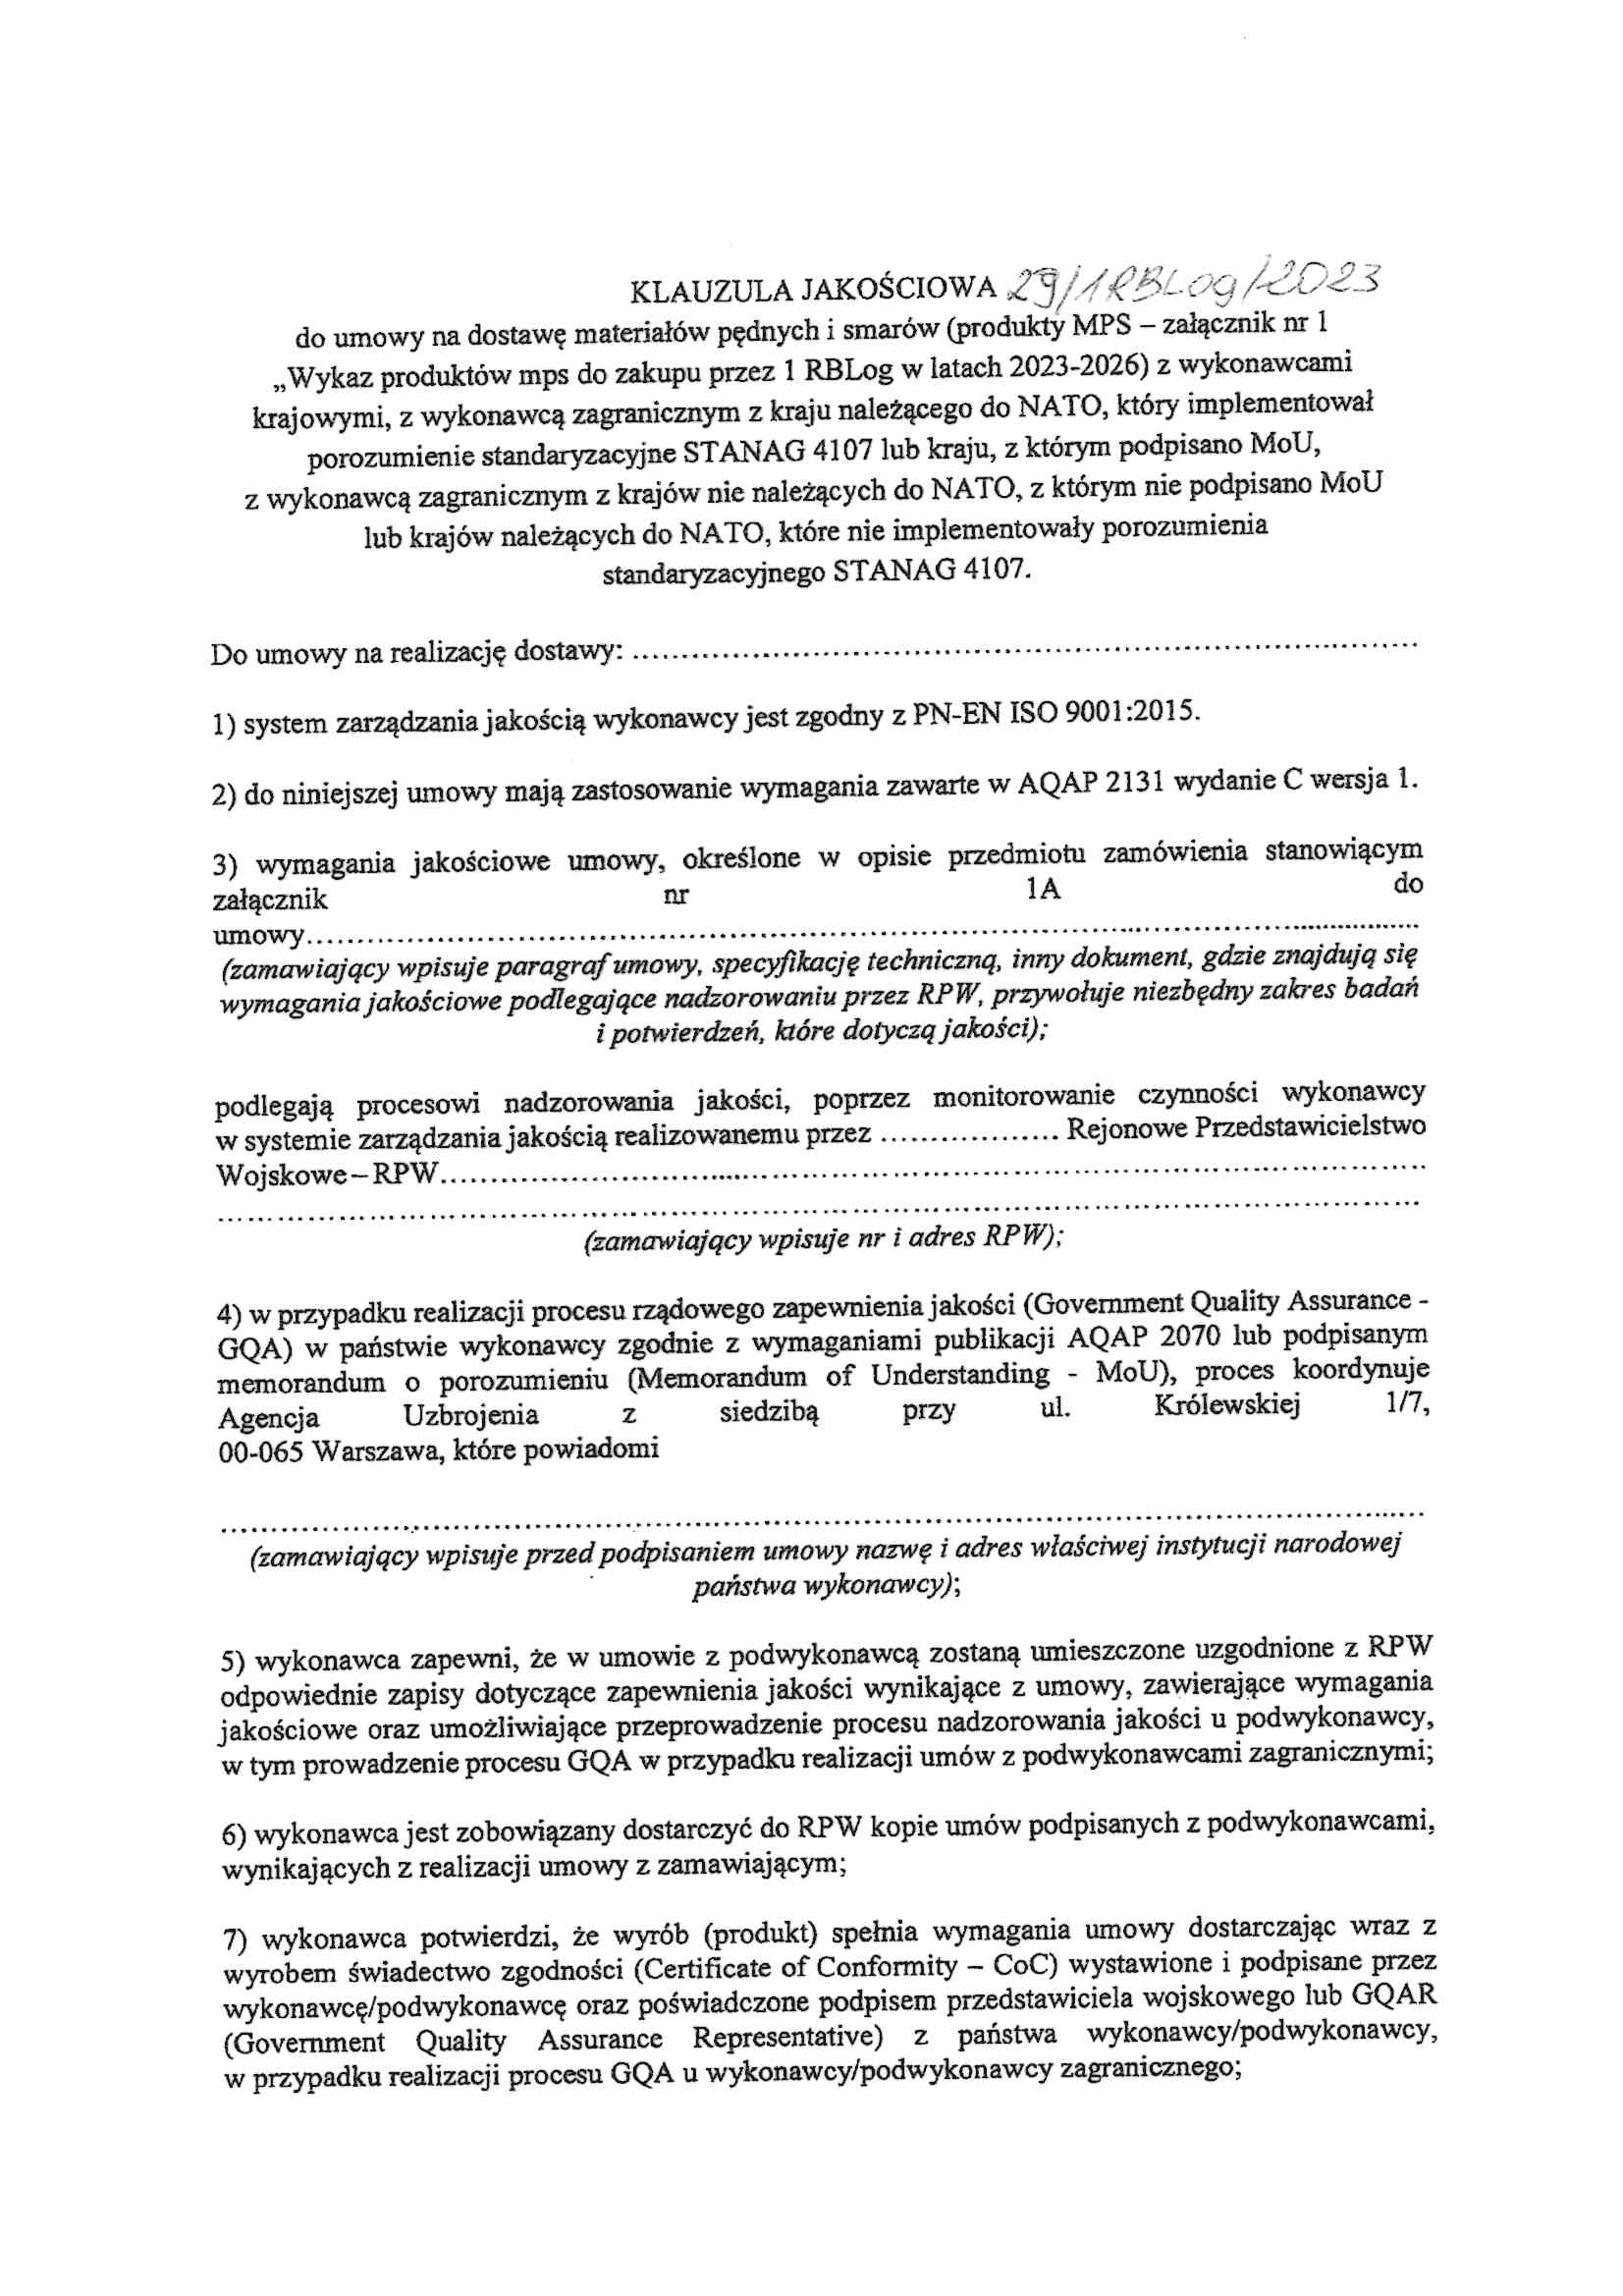 KLAUZULA JAKOŚCIOWA 29/1RBLog/2023
do umowy na dostawę materiałów pędnych i smarów (produkty MPS – załącznik nr 1
„Wykaz produktów mps do zakupu przez 1 RBLog w latach 2023-2026) z wykonawcami
krajowymi, z wykonawcą zagranicznym z kraju należącego do NATO, który implementował
porozumienie standaryzacyjne STANAG 4107 lub kraju, z którym podpisano MoU,
z wykonawcą zagranicznym z krajów nie należących do NATO, z którym nie podpisano MoU
lub krajów należących do NATO, które nie implementowały porozumienia
standaryzacyjnego STANAG 4107.
Do umowy na realizację dostawy: ................................................................................
1) system zarządzania jakością wykonawcy jest zgodny z PN-EN ISO 9001:2015.
2) do niniejszej umowy mają zastosowanie wymagania zawarte w AQAP 2131 wydanie C wersja 1.
3) wymagania jakościowe umowy, określone w opisie przedmiotu zamówienia stanowiącym
załącznik nr 1A do
umowy................................................................................................................
(zamawiający wpisuje paragraf umowy, specyfikację techniczną, inny dokument, gdzie znajdują się
wymagania jakościowe podlegające nadzorowaniu przez RPW, przywołuje niezbędny zakres badań
i potwierdzeń, które dotyczą jakości);
podlegają procesowi nadzorowania jakości, poprzez monitorowanie czynności wykonawcy
w systemie zarządzania jakością realizowanemu przez .................. Rejonowe Przedstawicielstwo
Wojskowe – RPW....................................................................................................
........................................................................................................................
(zamawiający wpisuje nr i adres RPW);
4) w przypadku realizacji procesu rządowego zapewnienia jakości (Government Quality Assurance -
GQA) w państwie wykonawcy zgodnie z wymaganiami publikacji AQAP 2070 lub podpisanym
memorandum o porozumieniu (Memorandum of Understanding - MoU), proces koordynuje
Agencja Uzbrojenia z siedzibą przy ul. Królewskiej 1/7,
00-065 Warszawa, które powiadomi
........................................................................................................................
(zamawiający wpisuje przed podpisaniem umowy nazwę i adres właściwej instytucji narodowej
państwa wykonawcy);
5) wykonawca zapewni, że w umowie z podwykonawcą zostaną umieszczone uzgodnione z RPW
odpowiednie zapisy dotyczące zapewnienia jakości wynikające z umowy, zawierające wymagania
jakościowe oraz umożliwiające przeprowadzenie procesu nadzorowania jakości u podwykonawcy,
w tym prowadzenie procesu GQA w przypadku realizacji umów z podwykonawcami zagranicznymi;
6) wykonawca jest zobowiązany dostarczyć do RPW kopie umów podpisanych z podwykonawcami,
wynikających z realizacji umowy z zamawiającym;
7) wykonawca potwierdzi, że wyrób (produkt) spełnia wymagania umowy dostarczając wraz z
wyrobem świadectwo zgodności (Certificate of Conformity – CoC) wystawione i podpisane przez
wykonawcę/podwykonawcę oraz poświadczone podpisem przedstawiciela wojskowego lub GQAR
(Government Quality Assurance Representative) z państwa wykonawcy/podwykonawcy,
w przypadku realizacji procesu GQA u wykonawcy/podwykonawcy zagranicznego;